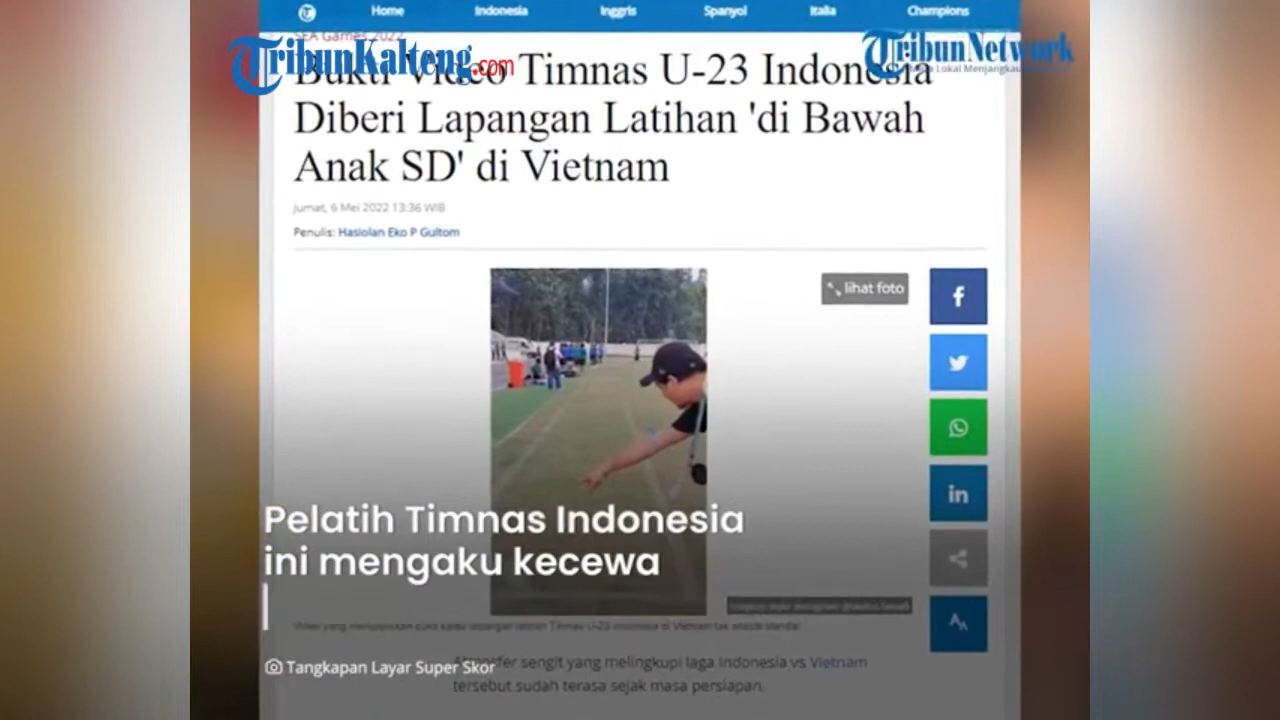 Home Indonesia Inggris Spanyol Italia Champions
SEA Games 2022
TribunKalteng.com
TribunNetwork
Bukti Video Timnas U-23 Indonesia
Diberi Lapangan Latihan 'di Bawah
Anak SD' di Vietnam
Jumat, 6 Mei 2022 13:36 WIB
Penulis: Hasiolan Eko P Gultom
lihat foto
Pelatih Timnas Indonesia
ini mengaku kecewa
Tangkapan Layar Super Skor
sengit yang melingkupi laga Indonesia vs Vietnam
tersebut sudah terasa sejak masa persiapan.